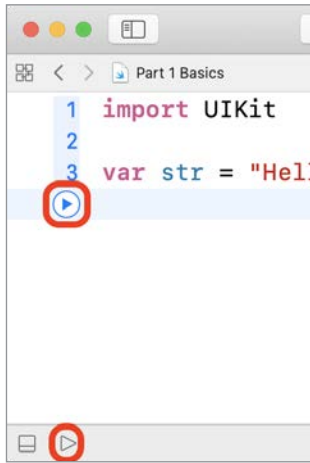 Part 1 Basics
1 import UIKit
2
3 var str = "Hell